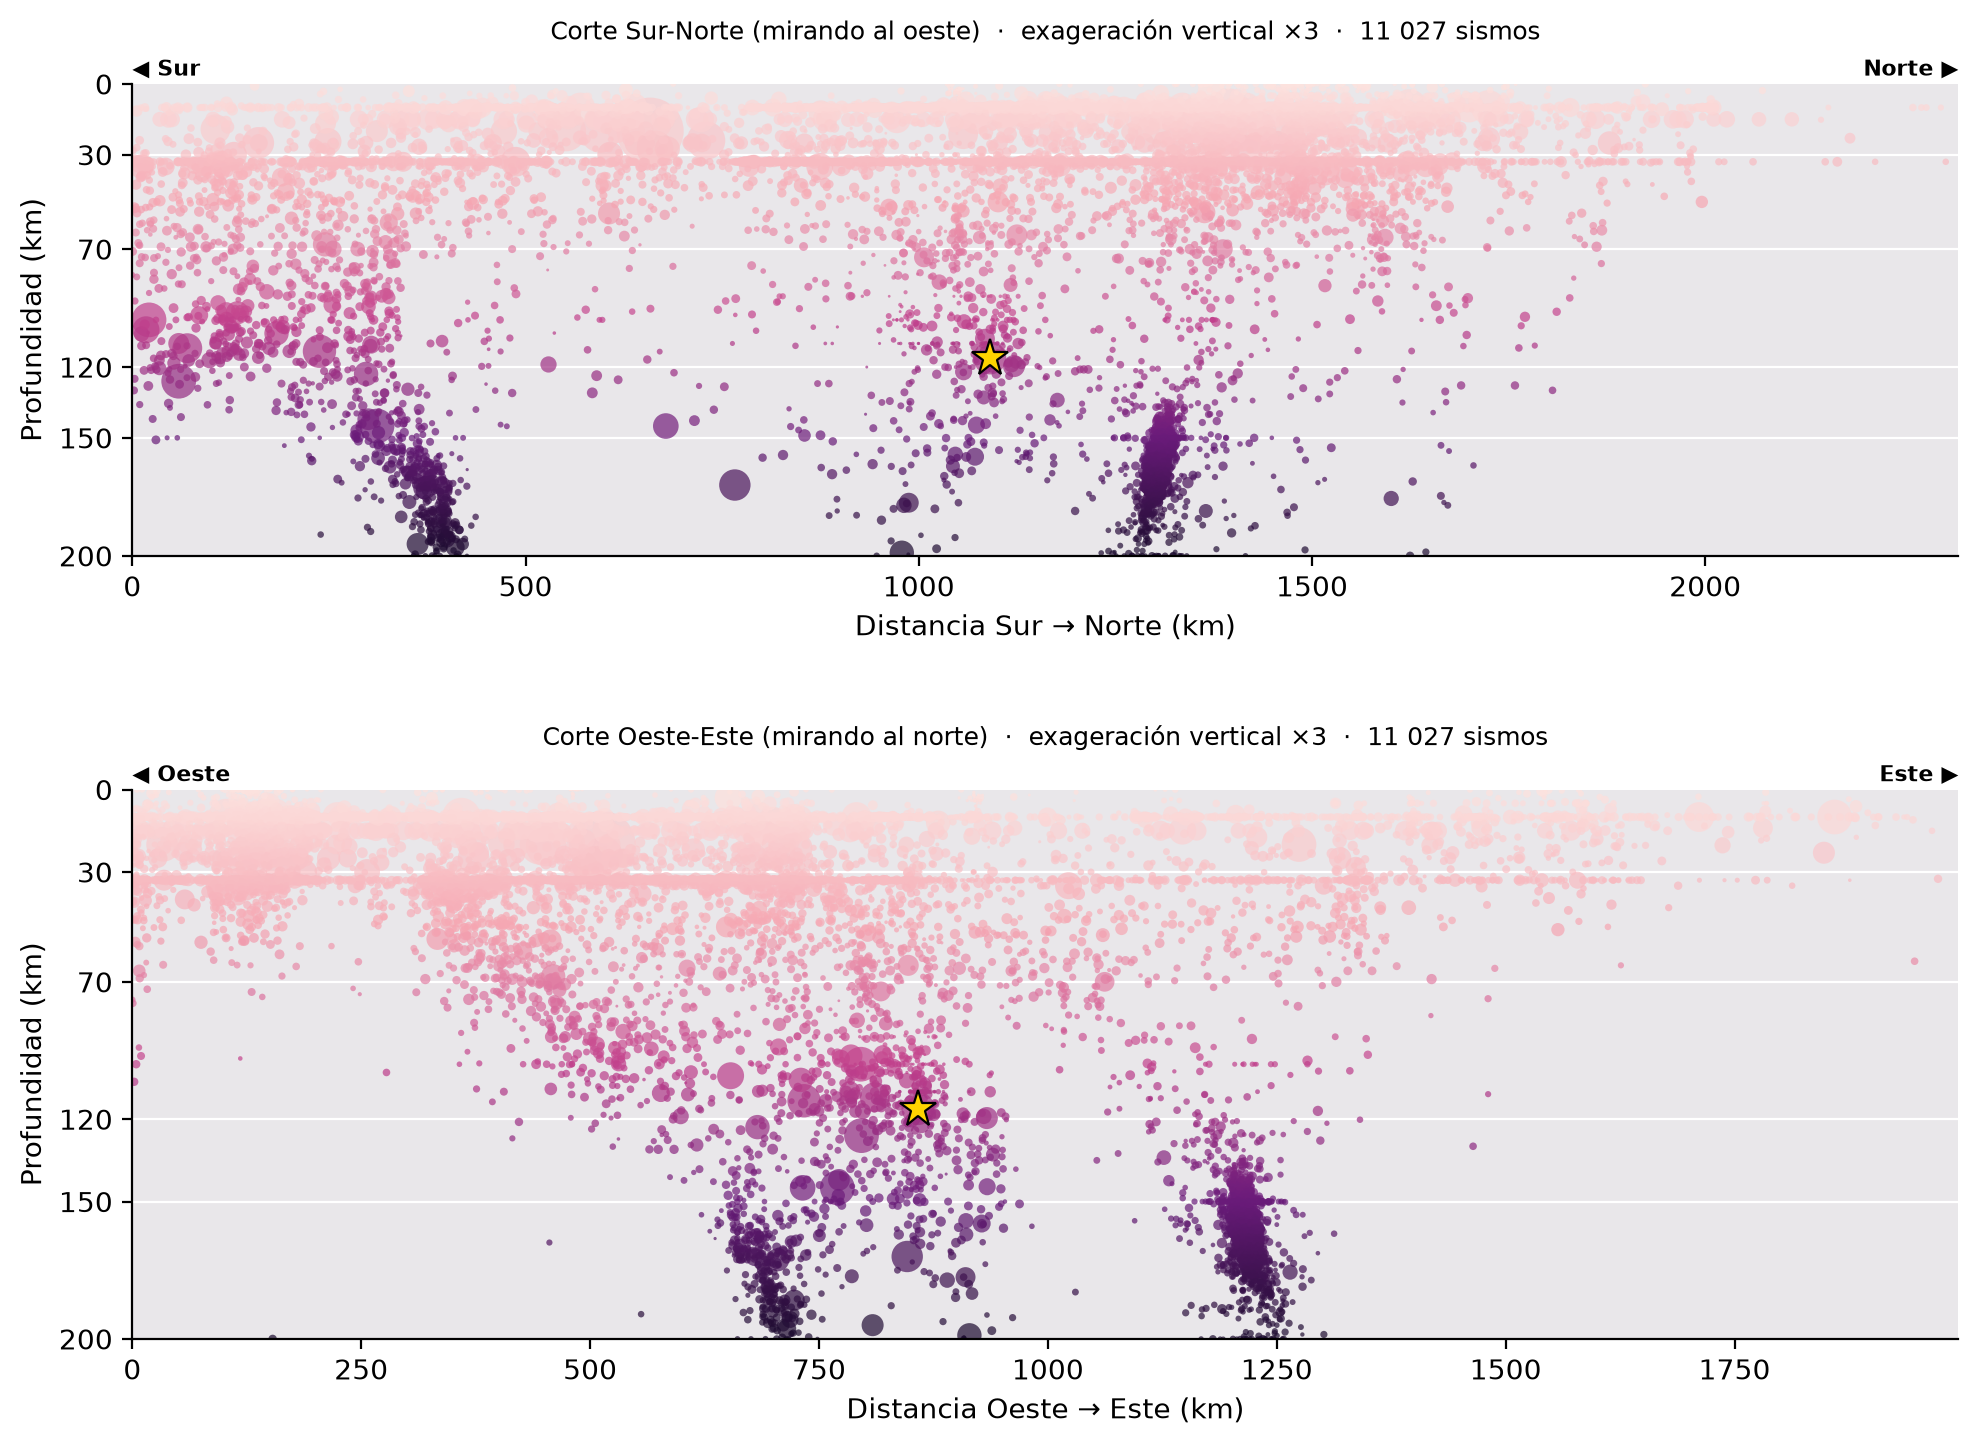 Corte Sur-Norte (mirando al oeste) · exageración vertical ×3 · 11 027 sismos
◀ Sur
Norte ▶
0
30
70
120
150
200
Profundidad (km)
0 500 1000 1500 2000
Distancia Sur → Norte (km)
Corte Oeste-Este (mirando al norte) · exageración vertical ×3 · 11 027 sismos
◀ Oeste
Este ▶
0
30
70
120
150
200
Profundidad (km)
0 250 500 750 1000 1250 1500 1750
Distancia Oeste → Este (km)